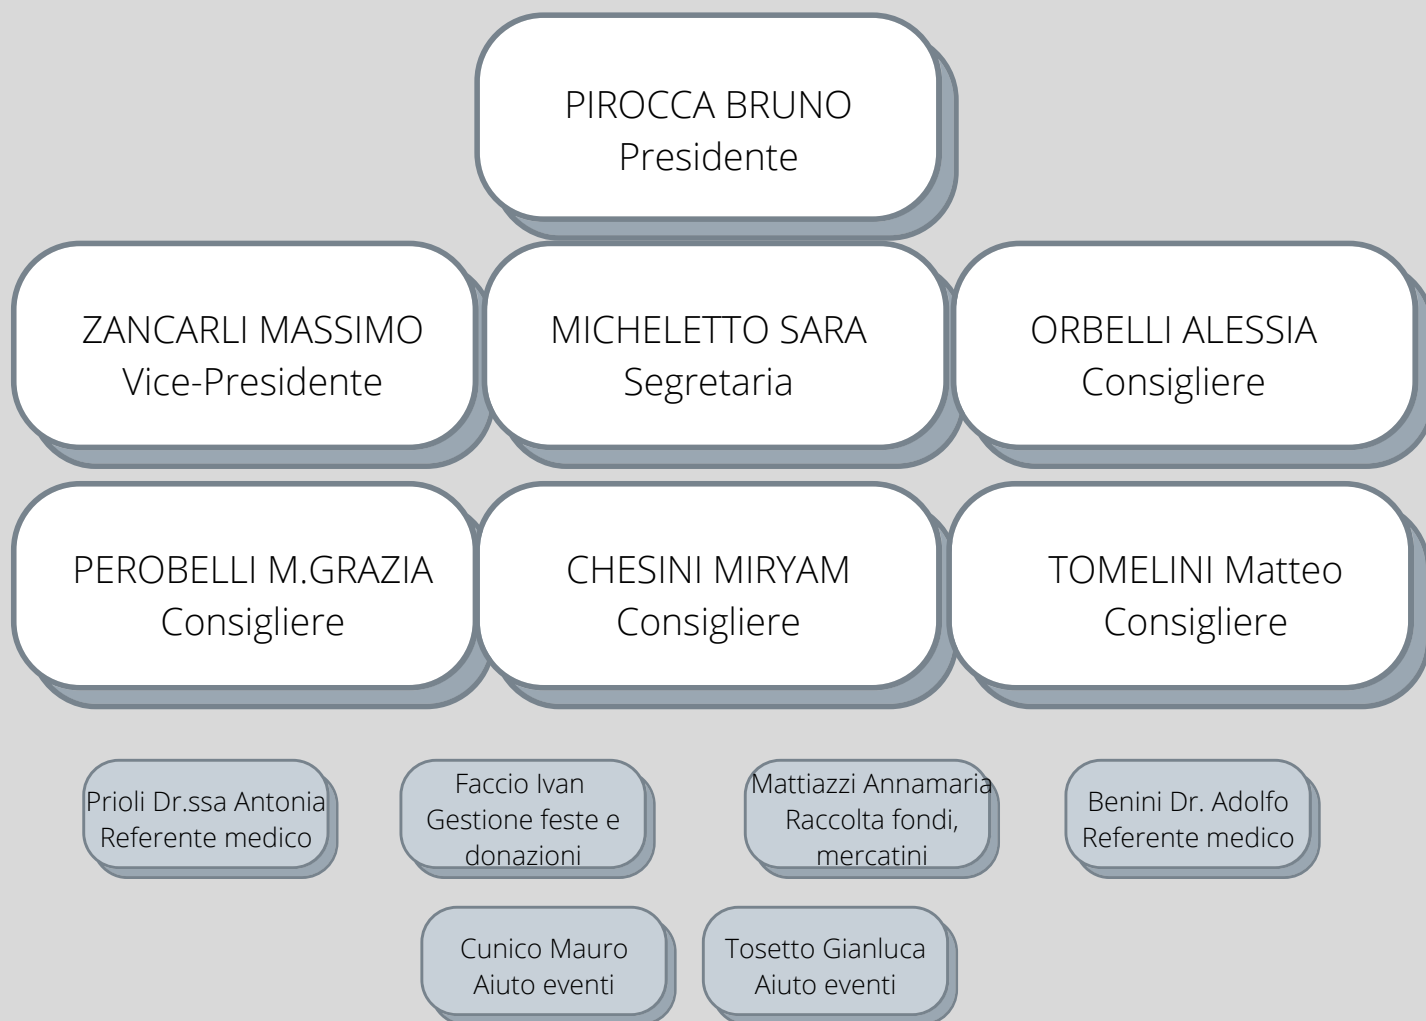 PIROCCA BRUNO
Presidente
ZANCARLI MASSIMO
Vice-Presidente
MICHELETTO SARA
Segretaria
ORBELLI ALESSIA
Consigliere
PEROBELLI M.GRAZIA
Consigliere
CHESINI MIRYAM
Consigliere
TOMELINI Matteo
Consigliere
Prioli Dr.ssa Antonia
Referente medico
Faccio Ivan
Gestione feste e
donazioni
Mattiazzi Annamaria
Raccolta fondi,
mercatini
Benini Dr. Adolfo
Referente medico
Cunico Mauro
Aiuto eventi
Tosetto Gianluca
Aiuto eventi